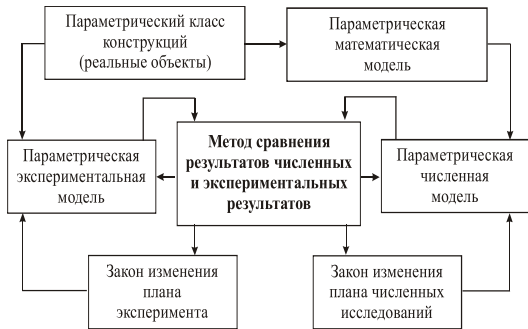 Параметрический класс
конструкций
(реальные объекты)
Параметрическая
математическая
модель
Параметрическая
экспериментальная
модель
Метод сравнения
результатов численных
и экспериментальных
результатов
Параметрическая
численная
модель
Закон изменения
плана
эксперимента
Закон изменения
плана численных
исследований